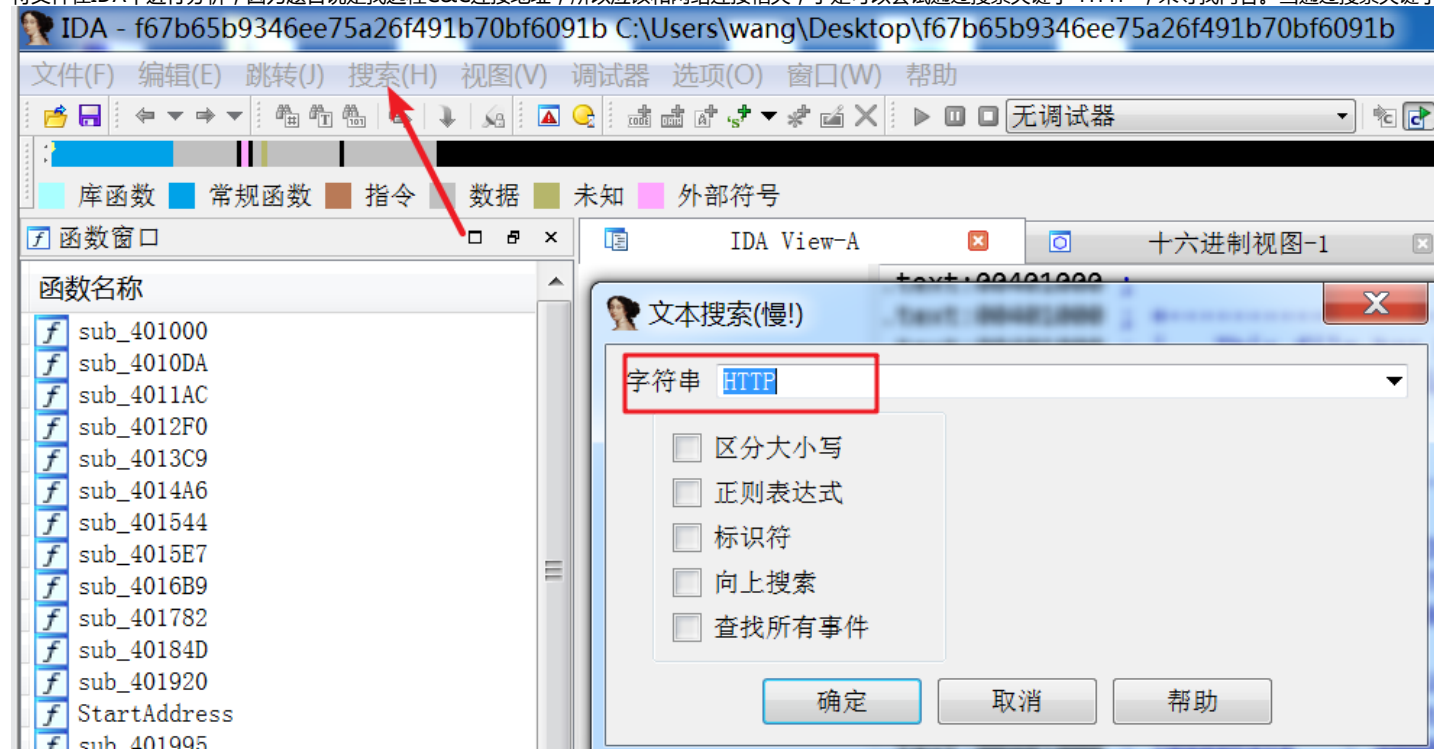 IDA - f67b65b9346ee75a26f491b70bf6091b C:\Users\wang\Desktop\f67b65b9346ee75a26f491b70bf6091b
文件(F) 编辑(E) 跳转(J) 搜索(H) 视图(V) 调试器 选项(O) 窗口(W) 帮助
无调试器
库函数 常规函数 指令 数据 未知 外部符号
函数窗口
IDA View-A
十六进制视图-1
函数名称
sub_401000
sub_4010DA
sub_4011AC
sub_4012F0
sub_4013C9
sub_4014A6
sub_401544
sub_4015E7
sub_4016B9
sub_401782
sub_40184D
sub_401920
StartAddress
sub_401995
.text:00401000 ;
文本搜索(慢!)
字符串 HTTP
区分大小写
正则表达式
标识符
向上搜索
查找所有事件
确定 取消 帮助